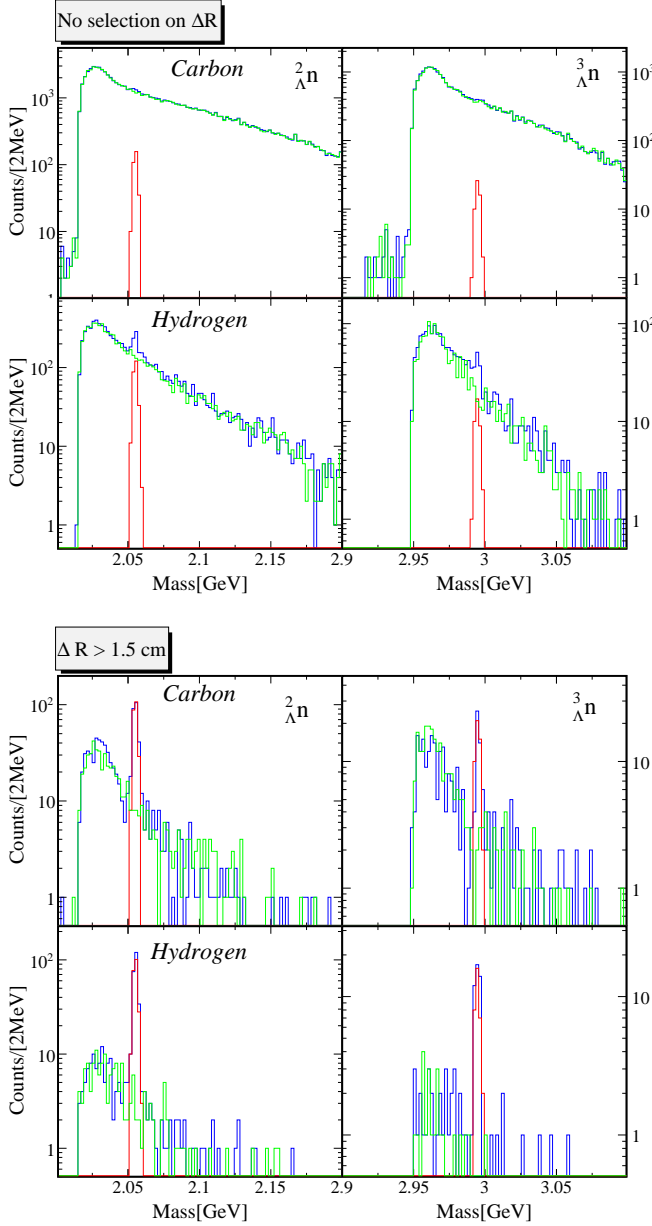 No selection on ΔR
Carbon
²Λn
³Λn
Counts/[2MeV]
10³
10²
10
1
10³
10²
10
1
Hydrogen
Counts/[2MeV]
10²
10
1
10²
10
1
2.05 2.1 2.15 2.9
2.95 3 3.05
Mass[GeV]
Mass[GeV]
Δ R > 1.5 cm
Carbon
²Λn
³Λn
Counts/[2MeV]
10²
10
1
10
1
Hydrogen
Counts/[2MeV]
10²
10
1
10
1
2.05 2.1 2.15 2.9
2.95 3 3.05
Mass[GeV]
Mass[GeV]